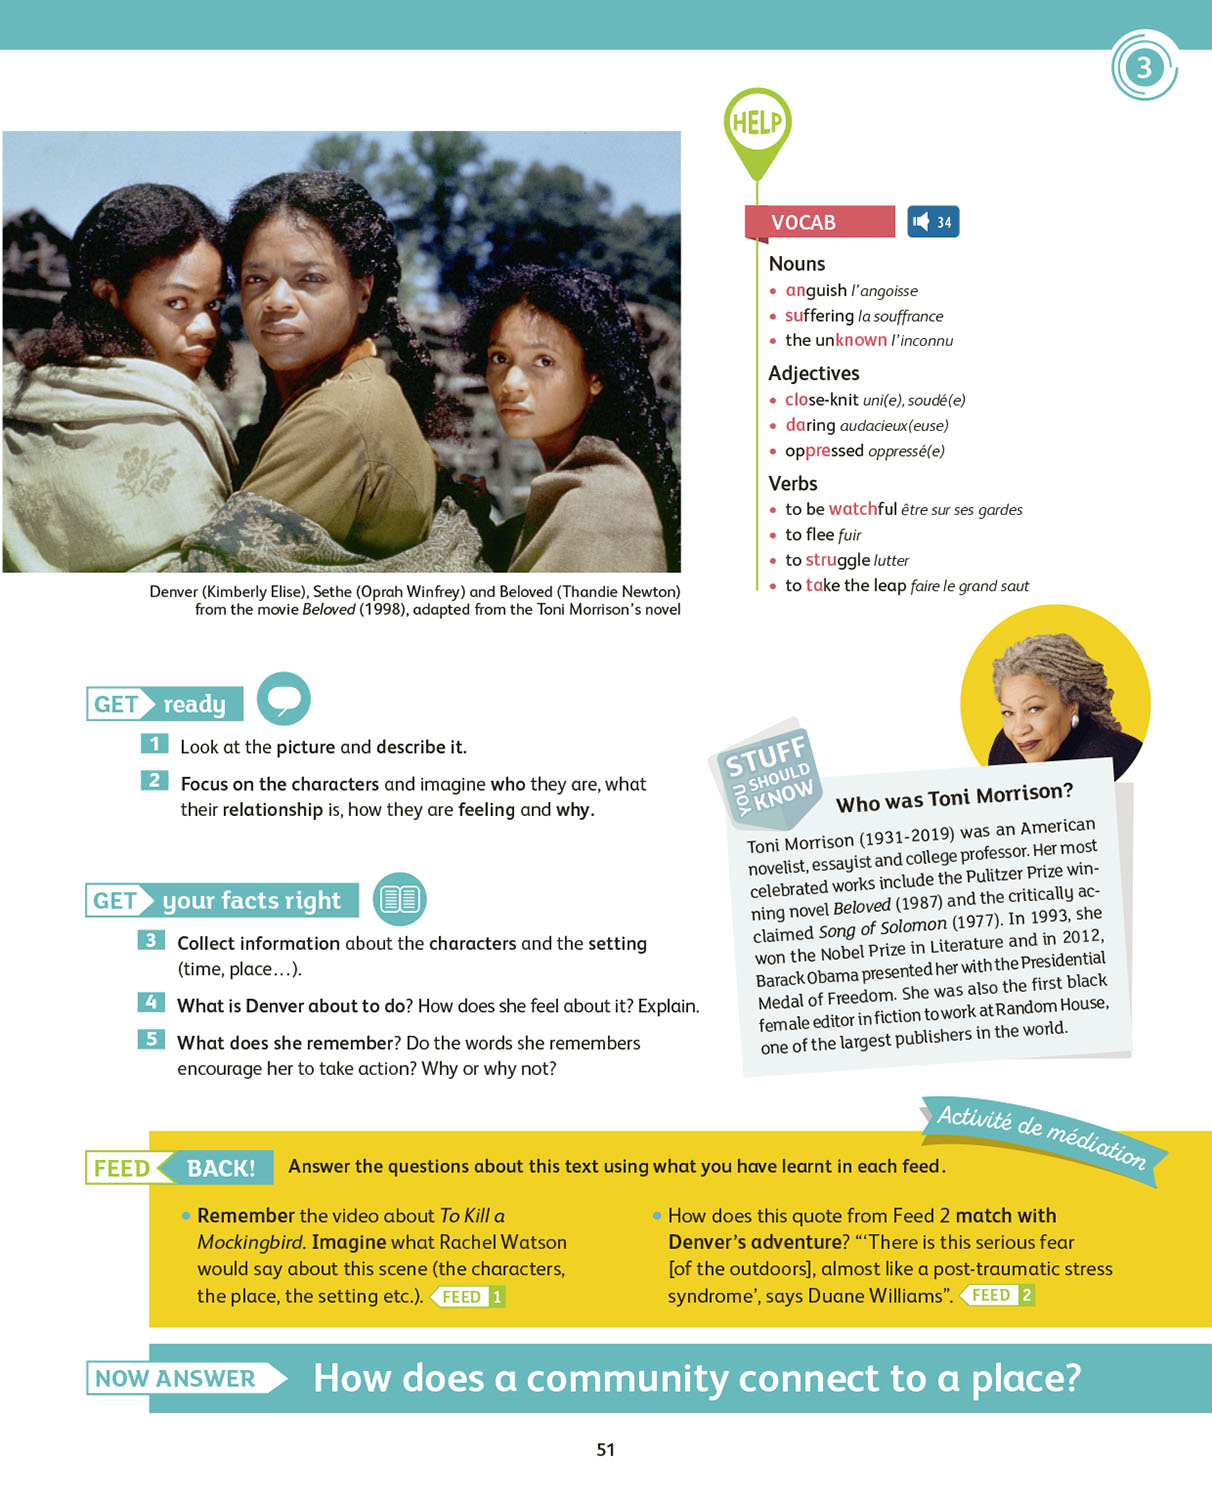 3
HELP
VOCAB
34
Nouns
• anguish l'angoisse
• suffering la souffrance
• the unknown l'inconnu
Adjectives
• close-knit uni(e), soudé(e)
• daring audacieux(euse)
• oppressed oppressé(e)
Verbs
• to be watchful être sur ses gardes
• to flee fuir
• to struggle lutter
• to take the leap faire le grand saut
Denver (Kimberly Elise), Sethe (Oprah Winfrey) and Beloved (Thandie Newton)
from the movie Beloved (1998), adapted from the Toni Morrison's novel
GET ready
1 Look at the picture and describe it.
2 Focus on the characters and imagine who they are, what
their relationship is, how they are feeling and why.
GET your facts right
3 Collect information about the characters and the setting
(time, place…).
4 What is Denver about to do? How does she feel about it? Explain.
5 What does she remember? Do the words she remembers
encourage her to take action? Why or why not?
STUFF
YOU SHOULD
KNOW
Who was Toni Morrison?
Toni Morrison (1931-2019) was an American
novelist, essayist and college professor. Her most
celebrated works include the Pulitzer Prize win-
ning novel Beloved (1987) and the critically ac-
claimed Song of Solomon (1977). In 1993, she
won the Nobel Prize in Literature and in 2012,
Barack Obama presented her with the Presidential
Medal of Freedom. She was also the first black
female editor in fiction to work at Random House,
one of the largest publishers in the world.
Activité de médiation
FEED BACK! Answer the questions about this text using what you have learnt in each feed.
• Remember the video about To Kill a
Mockingbird. Imagine what Rachel Watson
would say about this scene (the characters,
the place, the setting etc.). FEED 1
• How does this quote from Feed 2 match with
Denver's adventure? "'There is this serious fear
[of the outdoors], almost like a post-traumatic stress
syndrome', says Duane Williams". FEED 2
NOW ANSWER How does a community connect to a place?
51